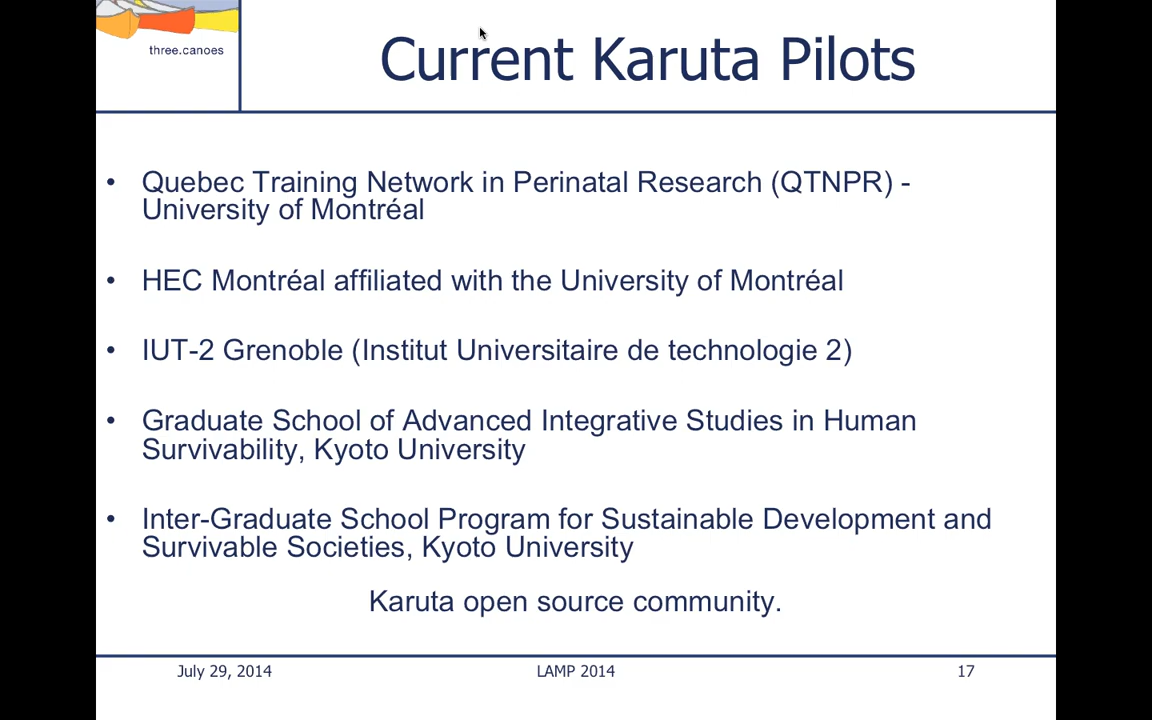 three.canoes
Current Karuta Pilots
• Quebec Training Network in Perinatal Research (QTNPR) -
University of Montréal
• HEC Montréal affiliated with the University of Montréal
• IUT-2 Grenoble (Institut Universitaire de technologie 2)
• Graduate School of Advanced Integrative Studies in Human
Survivability, Kyoto University
• Inter-Graduate School Program for Sustainable Development and
Survivable Societies, Kyoto University
Karuta open source community.
July 29, 2014 LAMP 2014 17